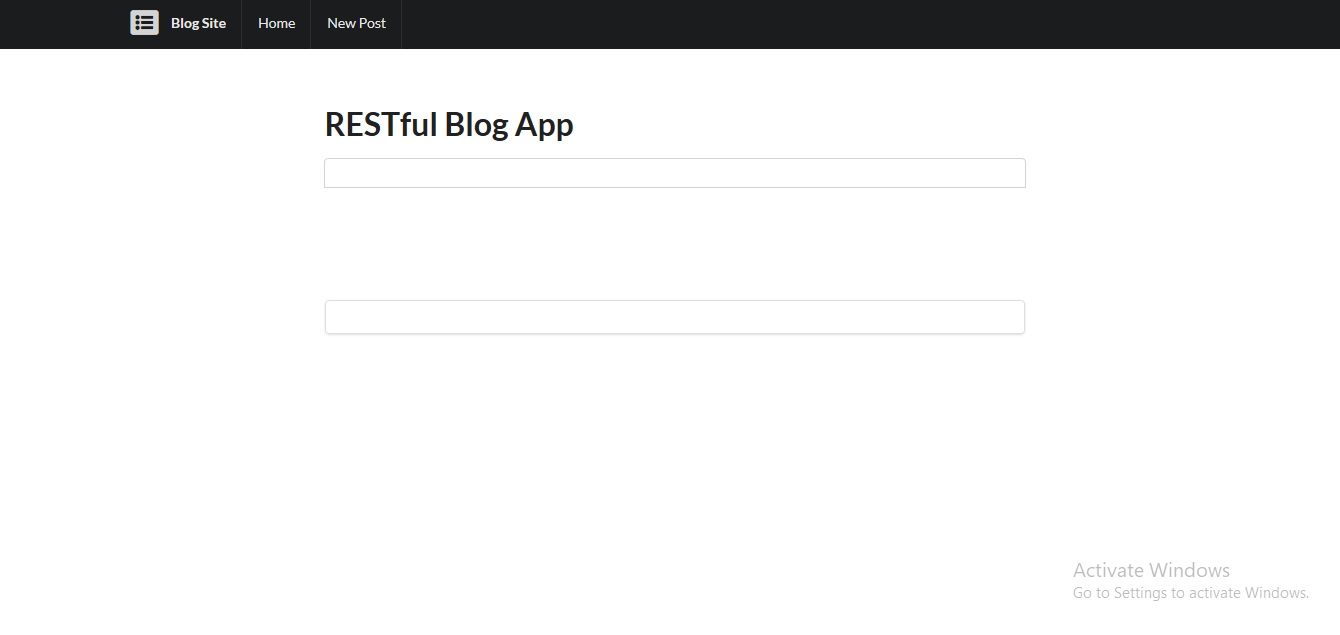 Blog Site Home New Post
RESTful Blog App
Activate Windows
Go to Settings to activate Windows.